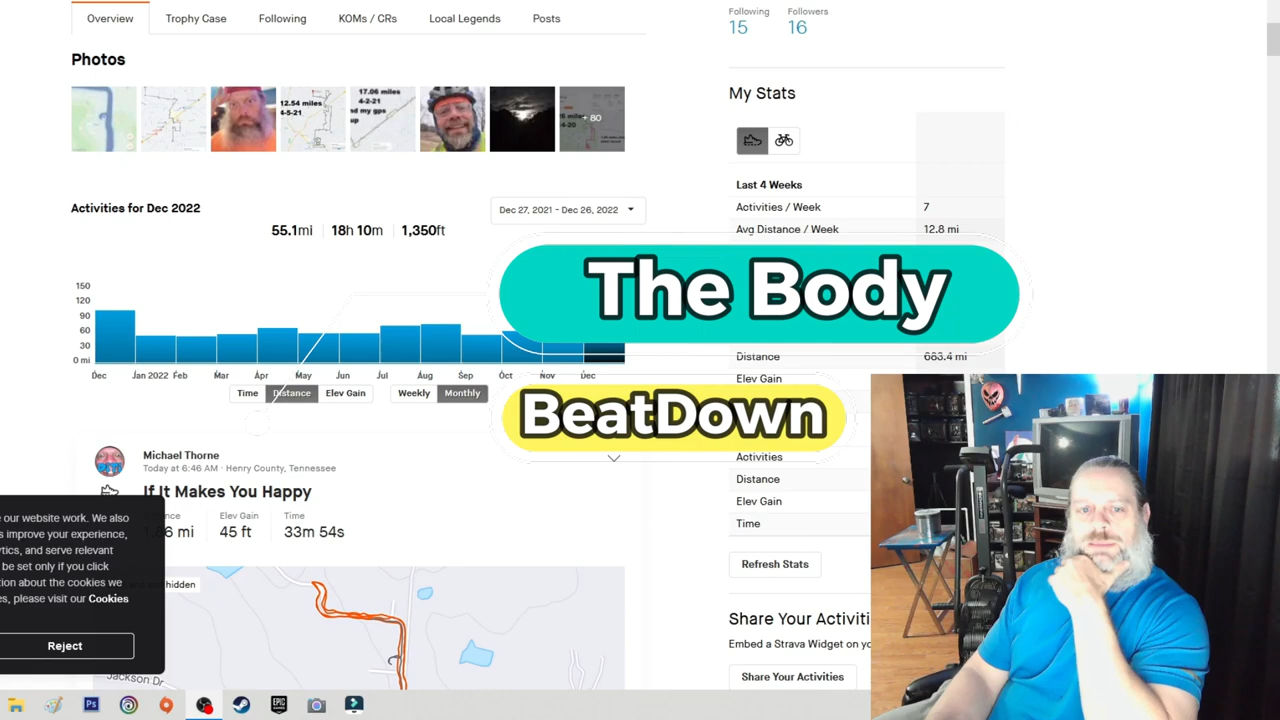 Overview
Trophy Case
Following
KOMs / CRs
Local Legends
Posts
Following
15
Followers
16
Photos
12.54 miles
4-5-21
17.06 miles
4-2-21
nd my gps
up
+ 80
My Stats
Last 4 Weeks
Activities / Week
7
Avg Distance / Week
12.8 mi
Activities for Dec 2022
Dec 27, 2021 - Dec 26, 2022
55.1mi
18h 10m
1,350ft
The Body
BeatDown
150
120
90
60
30
0 mi
Dec
Jan 2022
Feb
Mar
Apr
May
Jun
Jul
Aug
Sep
Oct
Nov
Dec
Time
Distance
Elev Gain
Weekly
Monthly
Distance
683.4 mi
Elev Gain
Activities
Distance
Elev Gain
Time
Refresh Stats
Share Your Activiti
Embed a Strava Widget on yo
Share Your Activities
Michael Thorne
Today at 6:46 AM · Henry County, Tennessee
If It Makes You Happy
Elev Gain
45 ft
Time
33m 54s
our website work. We also
s improve your experience,
ytics, and serve relevant
be set only if you click
tion about the cookies we
es, please visit our Cookies
Reject
and hidden
Jackson Dr
Ps
EPIC
GAMES